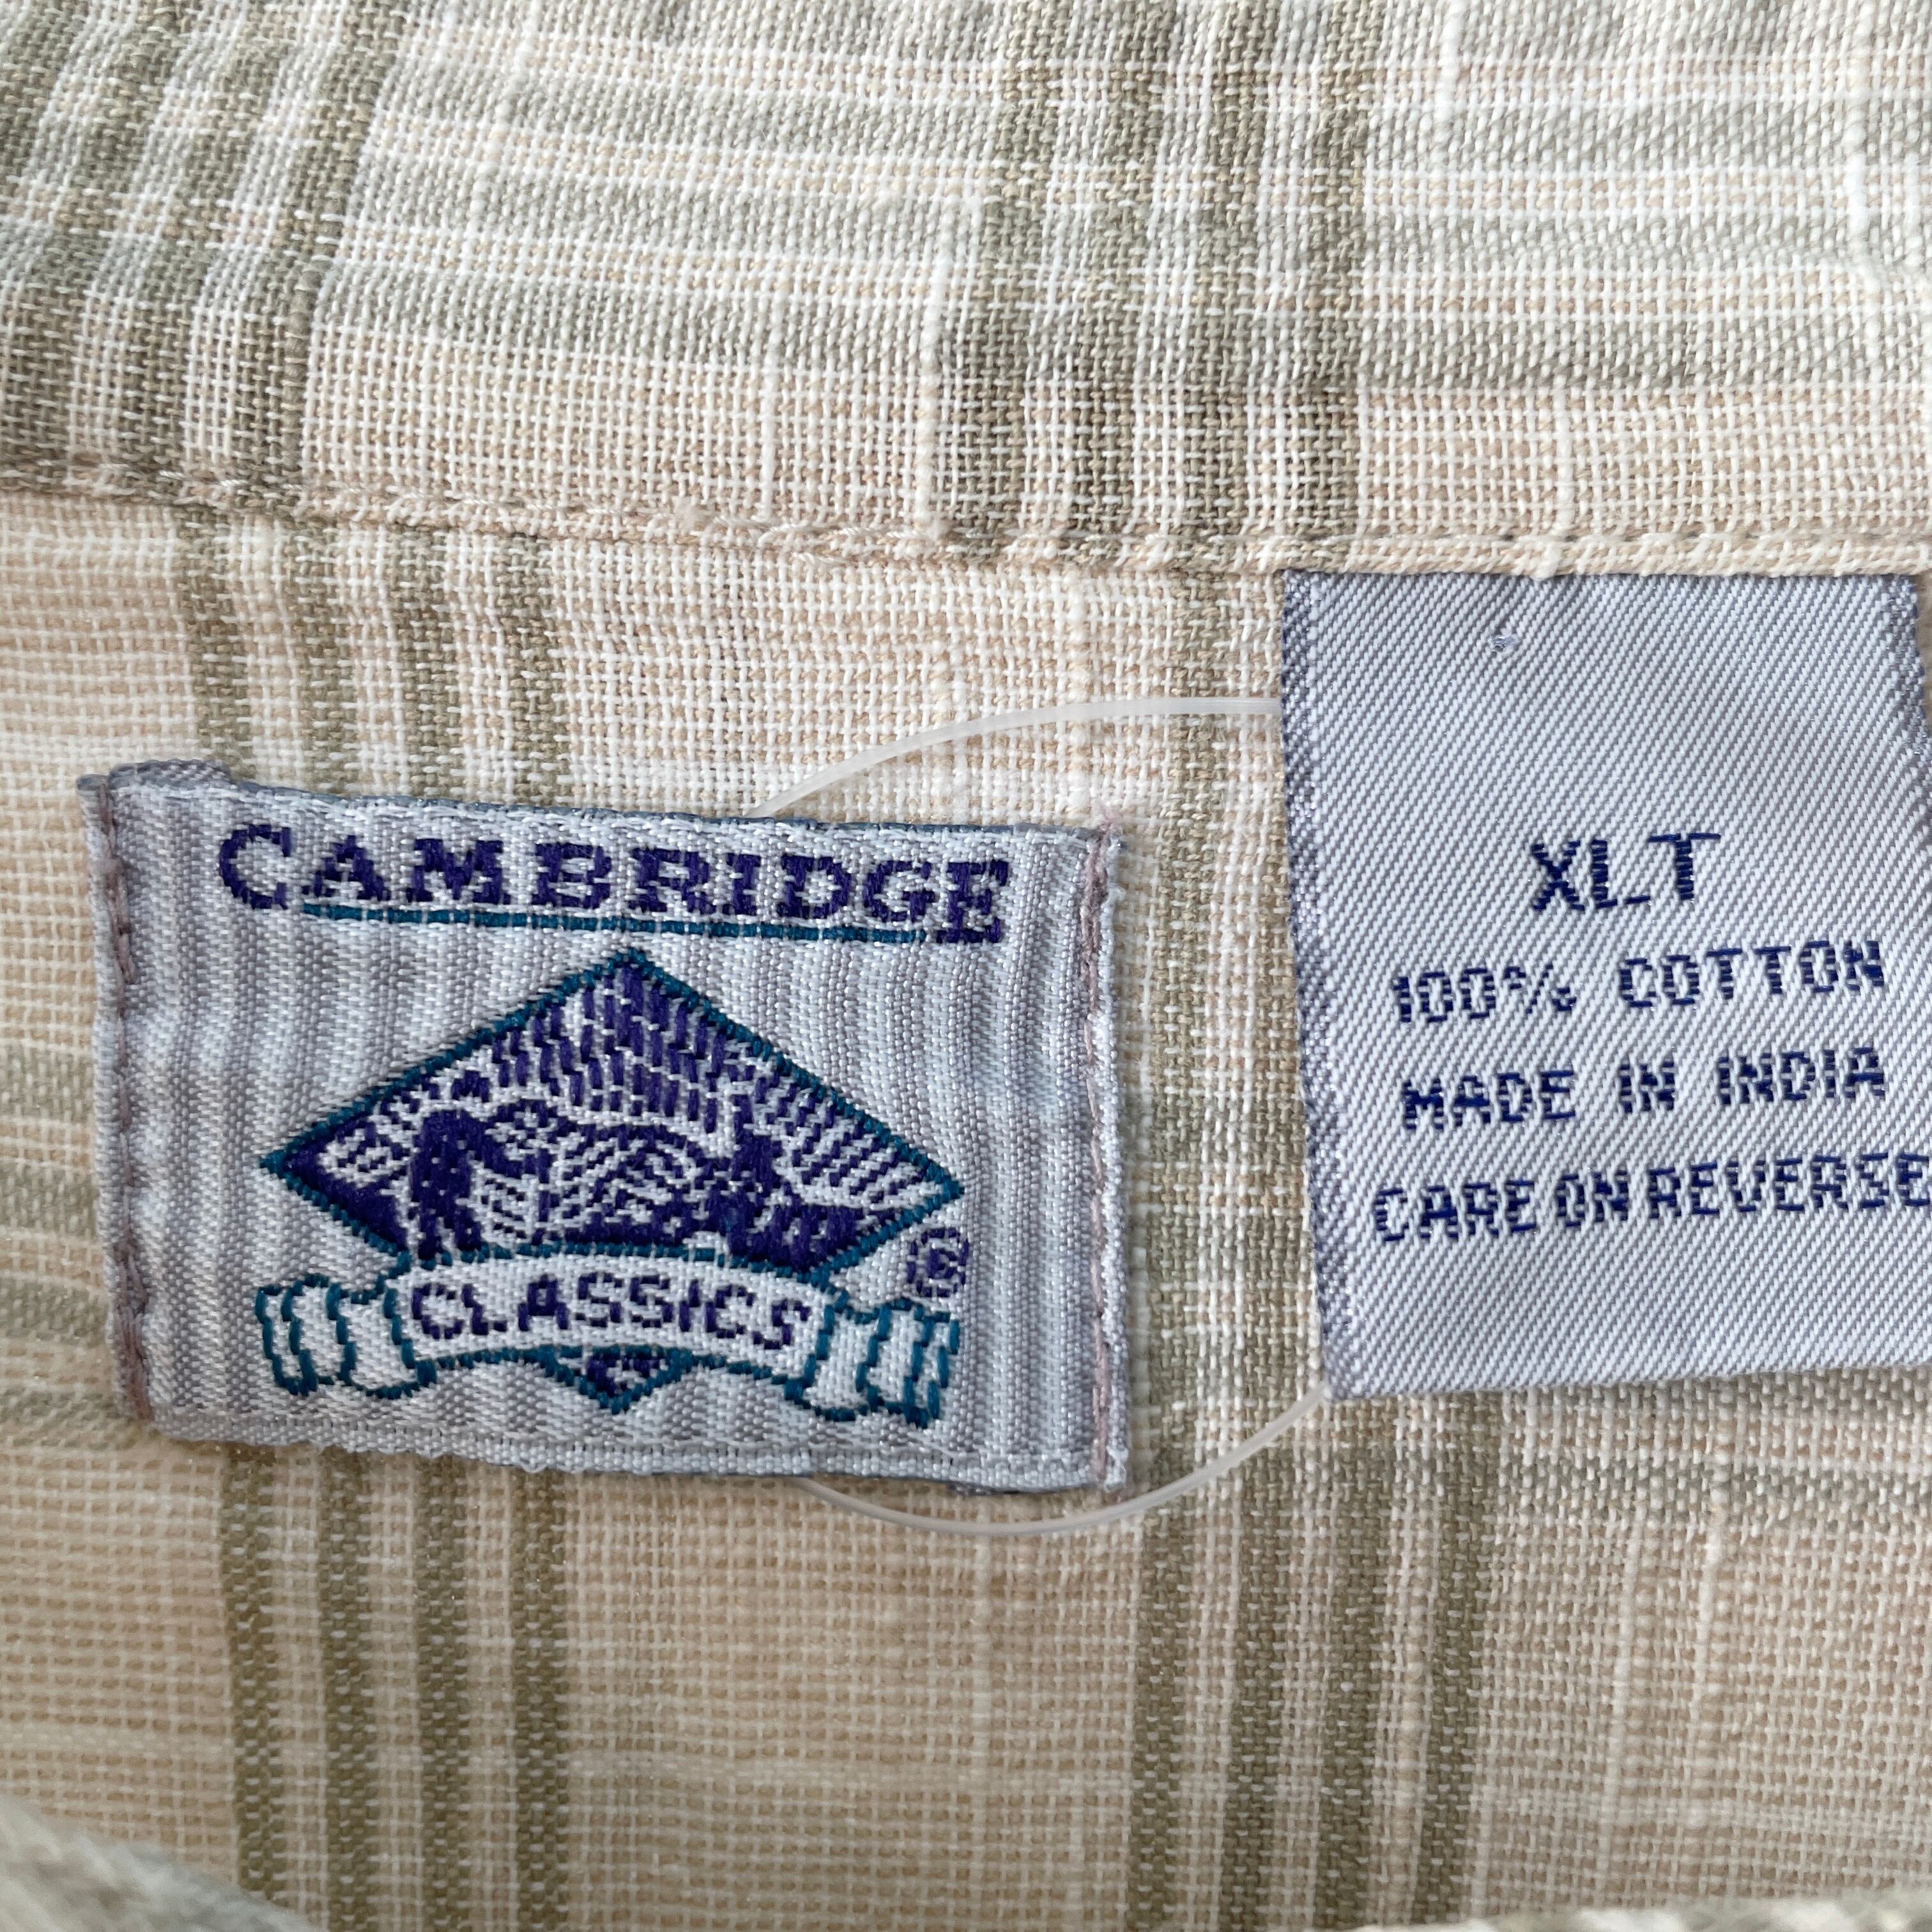 CAMBRIDGE
CLASSICS
XLT
100% COTTON
MADE IN INDIA
CARE ON REVERSE